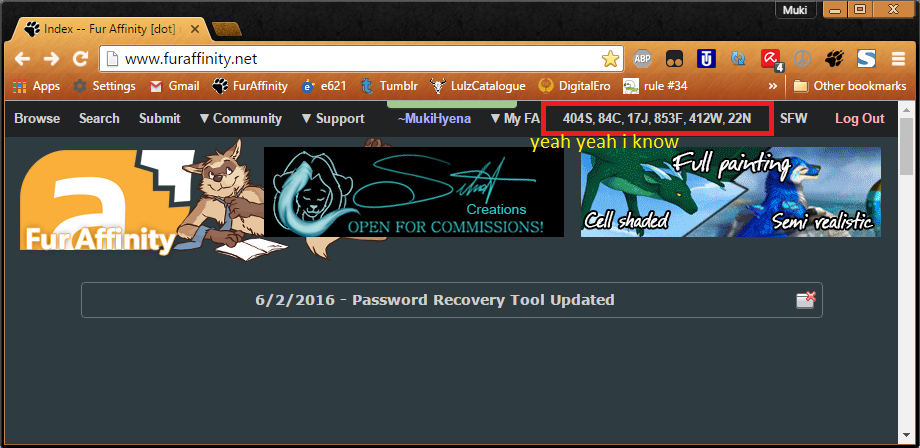 Muki
Index -- Fur Affinity [dot]
www.furaffinity.net
ABP
4
Apps Settings Gmail FurAffinity e621 Tumblr LulzCatalogue DigitalEro rule #34 » Other bookmarks
Browse Search Submit ▼ Community ▼ Support ~MukiHyena ▼ My FA 404S, 84C, 17J, 853F, 412W, 22N SFW Log Out
yeah yeah i know
FurAffinity
Creations
OPEN FOR COMMISSIONS!
Full painting
Cell shaded
Semi realistic
6/2/2016 - Password Recovery Tool Updated